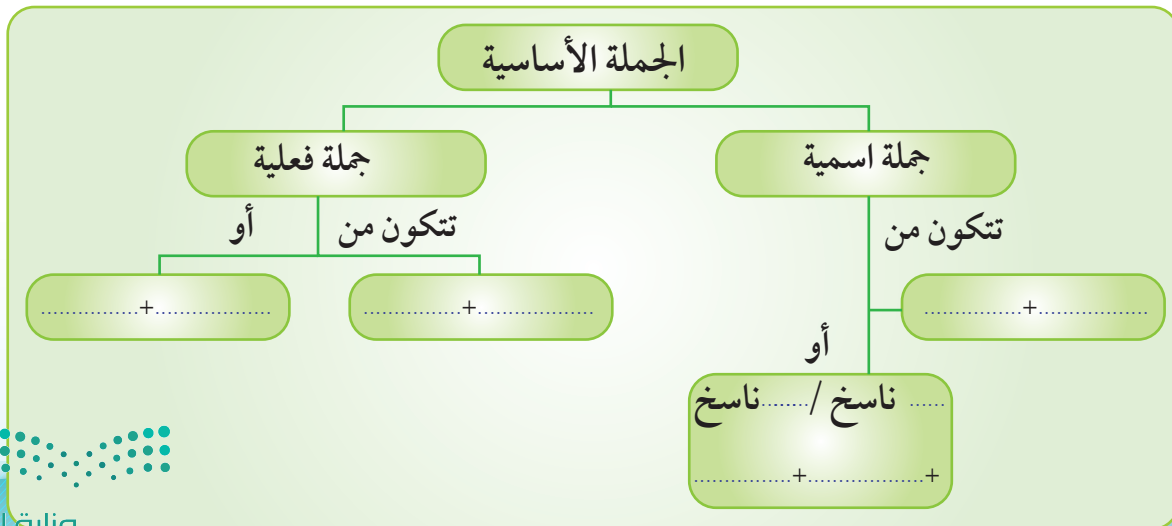 الجملة الأساسية
جملة اسمية
جملة فعلية
تتكون من
تتكون من
أو
..................+................
..................+................
..................+................
أو
...... ناسخ /........ناسخ
+..................+................